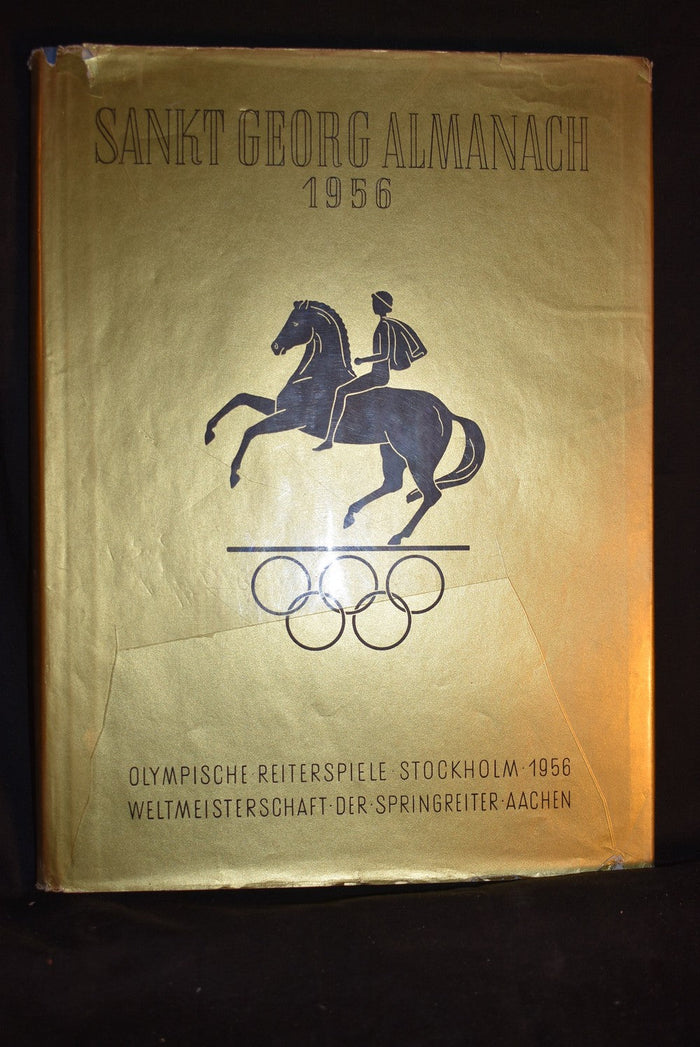 SANKT GEORG ALMANACH
1956
OLYMPISCHE · REITERSPIELE · STOCKHOLM · 1956
WELTMEISTERSCHAFT · DER · SPRINGREITER · AACHEN